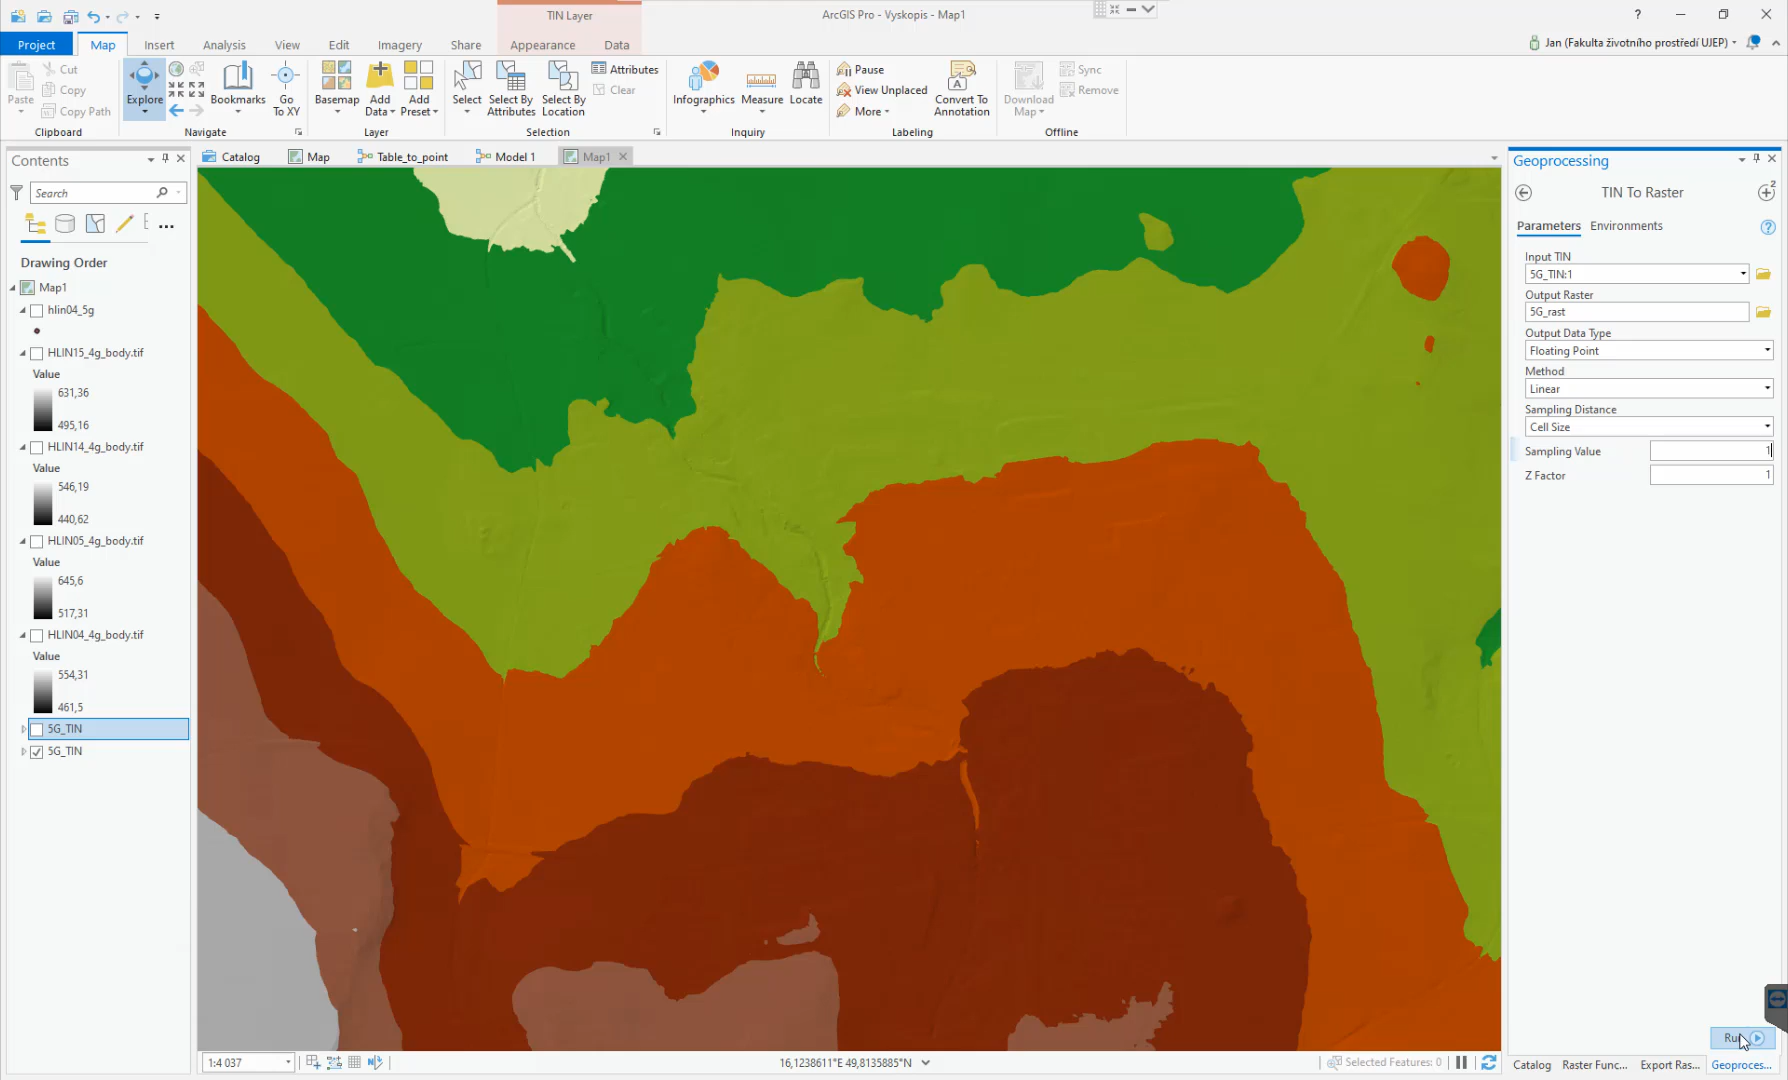 TIN Layer
ArcGIS Pro - Vyskopis - Map1
?
Project
Map
Insert
Analysis
View
Edit
Imagery
Share
Appearance
Data
Jan (Fakulta životního prostředí UJEP)
Paste
Cut
Copy
Copy Path
Clipboard
Explore
Bookmarks
Go To XY
Navigate
Basemap
Add Data
Add Preset
Layer
Select
Select By Attributes
Select By Location
Attributes
Clear
Selection
Infographics
Measure
Locate
Inquiry
Pause
View Unplaced
More
Convert To Annotation
Labeling
Download Map
Sync
Remove
Offline
Contents
Search
Drawing Order
Map1
hlin04_5g
HLIN15_4g_body.tif
Value
631,36
495,16
HLIN14_4g_body.tif
Value
546,19
440,62
HLIN05_4g_body.tif
Value
645,6
517,31
HLIN04_4g_body.tif
Value
554,31
461,5
5G_TIN
5G_TIN
Catalog
Map
Table_to_point
Model 1
Map1
1:4 037
16,1238611°E 49,8135885°N
Selected Features: 0
Geoprocessing
TIN To Raster
2
Parameters
Environments
?
Input TIN
5G_TIN:1
Output Raster
5G_rast
Output Data Type
Floating Point
Method
Linear
Sampling Distance
Cell Size
Sampling Value
1
Z Factor
1
Catalog
Raster Func...
Export Ras...
Geoproces...